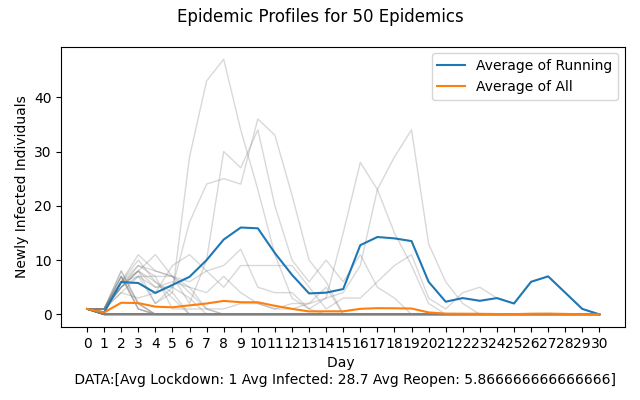 Epidemic Profiles for 50 Epidemics
Average of Running
Average of All
Newly Infected Individuals
40
30
20
10
0
0 1 2 3 4 5 6 7 8 9 10 11 12 13 14 15 16 17 18 19 20 21 22 23 24 25 26 27 28 29 30
Day
DATA:[Avg Lockdown: 1 Avg Infected: 28.7 Avg Reopen: 5.866666666666666]